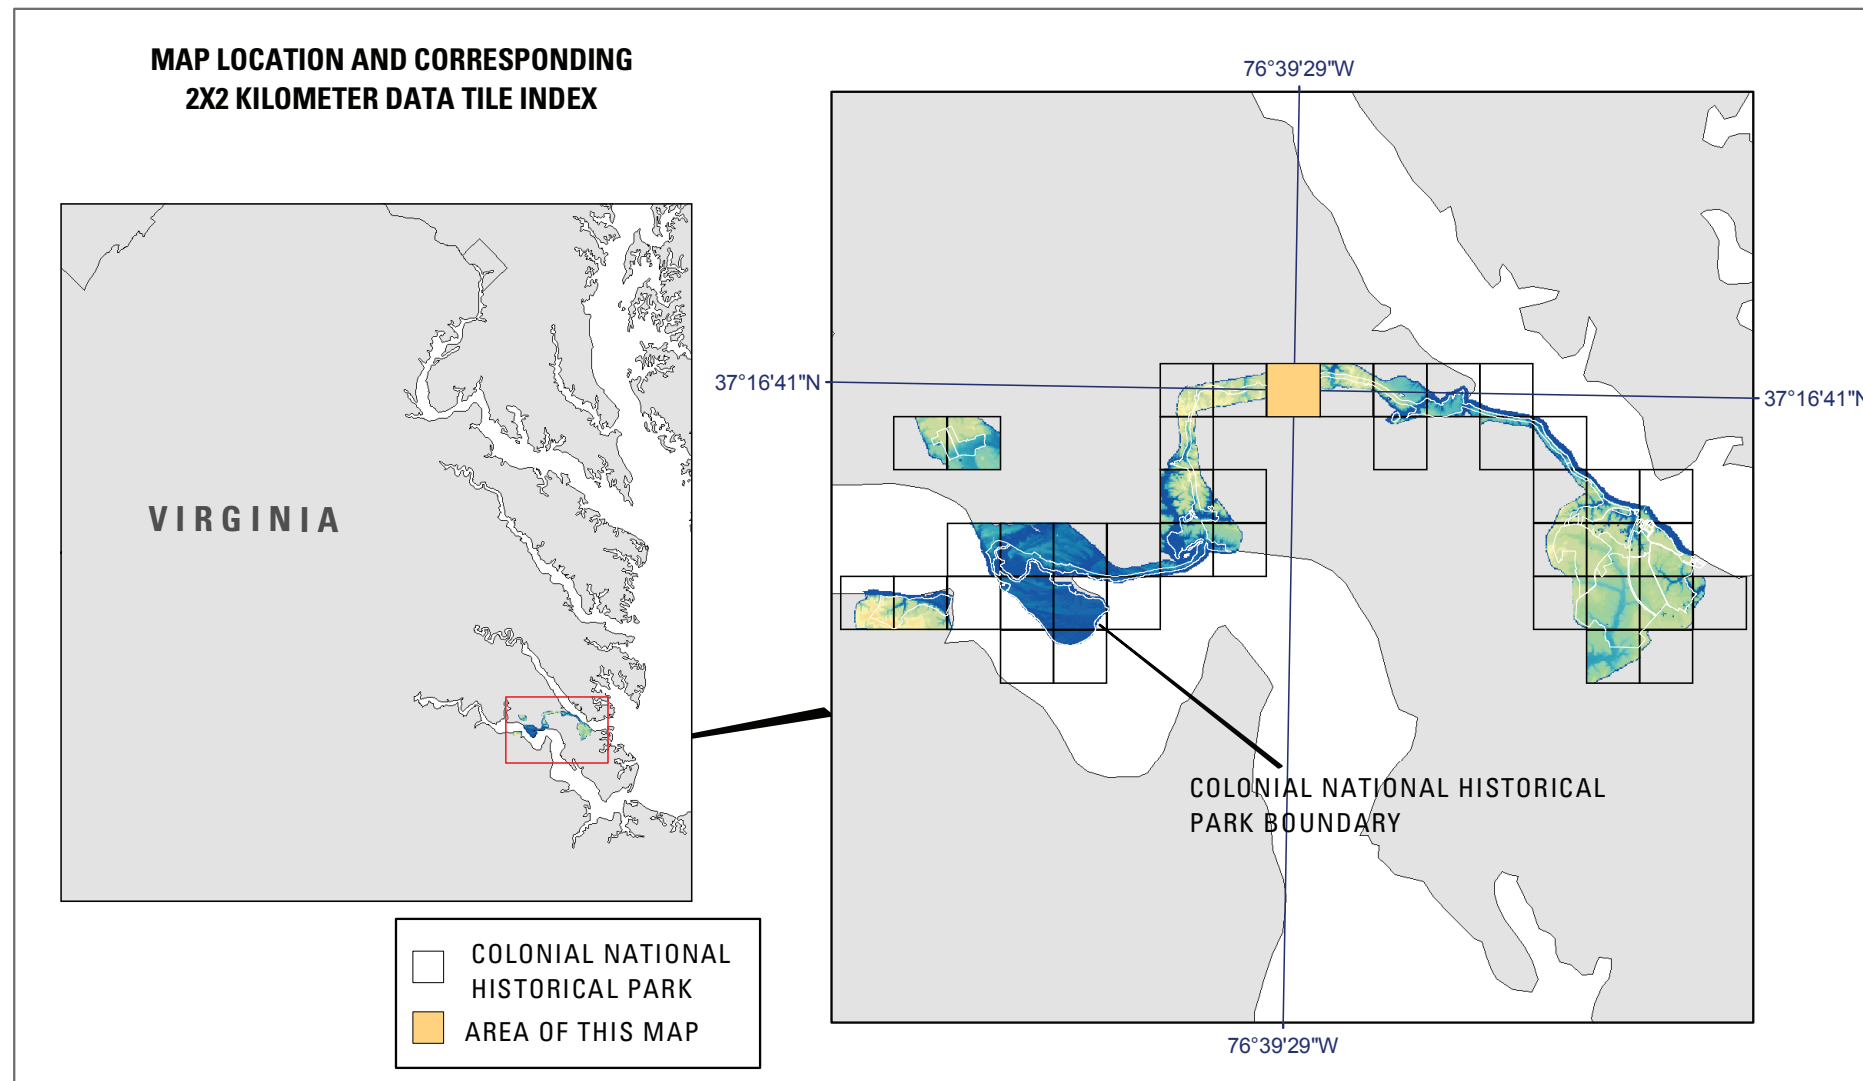 MAP LOCATION AND CORRESPONDING
2X2 KILOMETER DATA TILE INDEX
76°39'29"W
37°16'41"N
37°16'41"N
VIRGINIA
COLONIAL NATIONAL HISTORICAL
PARK BOUNDARY
COLONIAL NATIONAL
HISTORICAL PARK
AREA OF THIS MAP
76°39'29"W